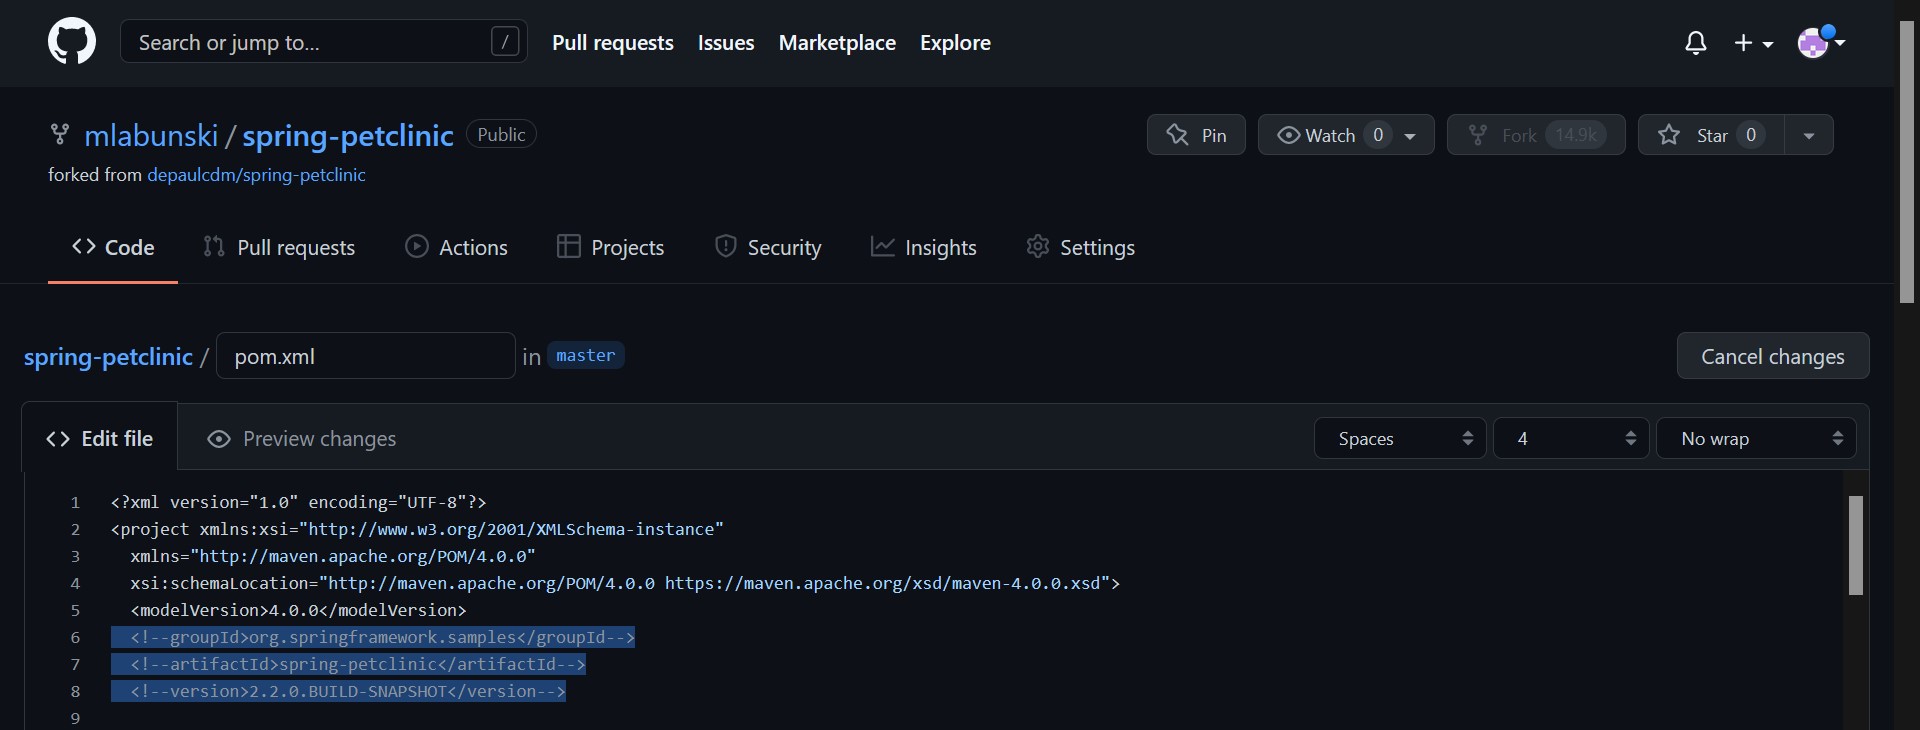 Search or jump to... / Pull requests Issues Marketplace Explore
mlabunski / spring-petclinic Public Pin Watch 0 Fork 14.9k Star 0
forked from depaulcdm/spring-petclinic
Code Pull requests Actions Projects Security Insights Settings
spring-petclinic / pom.xml in master Cancel changes
Edit file Preview changes Spaces 4 No wrap
1 <?xml version="1.0" encoding="UTF-8"?>
2 <project xmlns:xsi="http://www.w3.org/2001/XMLSchema-instance"
3 xmlns="http://maven.apache.org/POM/4.0.0"
4 xsi:schemaLocation="http://maven.apache.org/POM/4.0.0 https://maven.apache.org/xsd/maven-4.0.0.xsd">
5 <modelVersion>4.0.0</modelVersion>
6 <!--groupId>org.springframework.samples</groupId-->
7 <!--artifactId>spring-petclinic</artifactId-->
8 <!--version>2.2.0.BUILD-SNAPSHOT</version-->
9